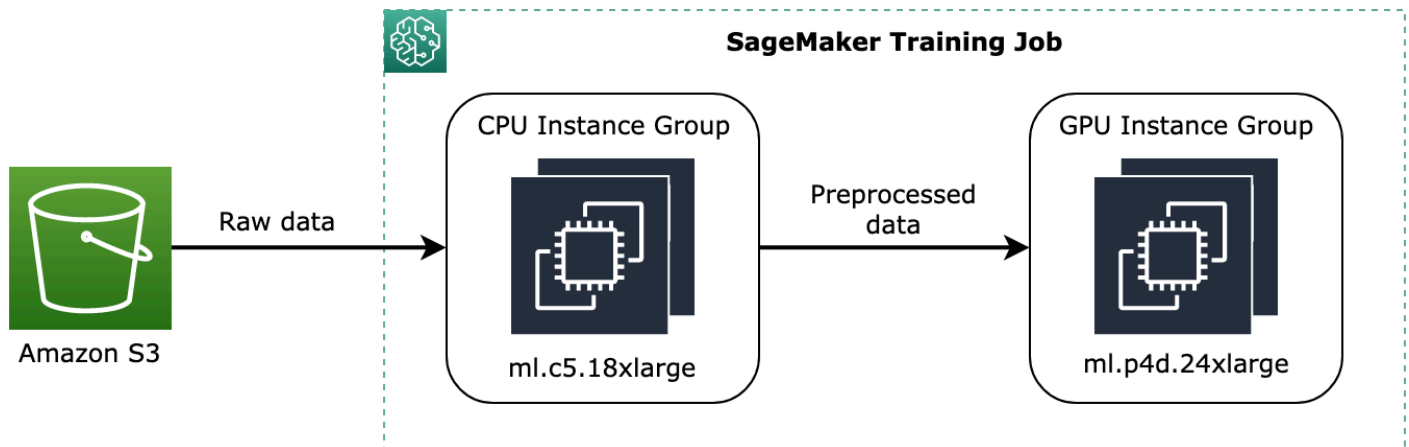 SageMaker Training Job
CPU Instance Group
GPU Instance Group
Raw data
Preprocessed
data
Amazon S3
ml.c5.18xlarge
ml.p4d.24xlarge